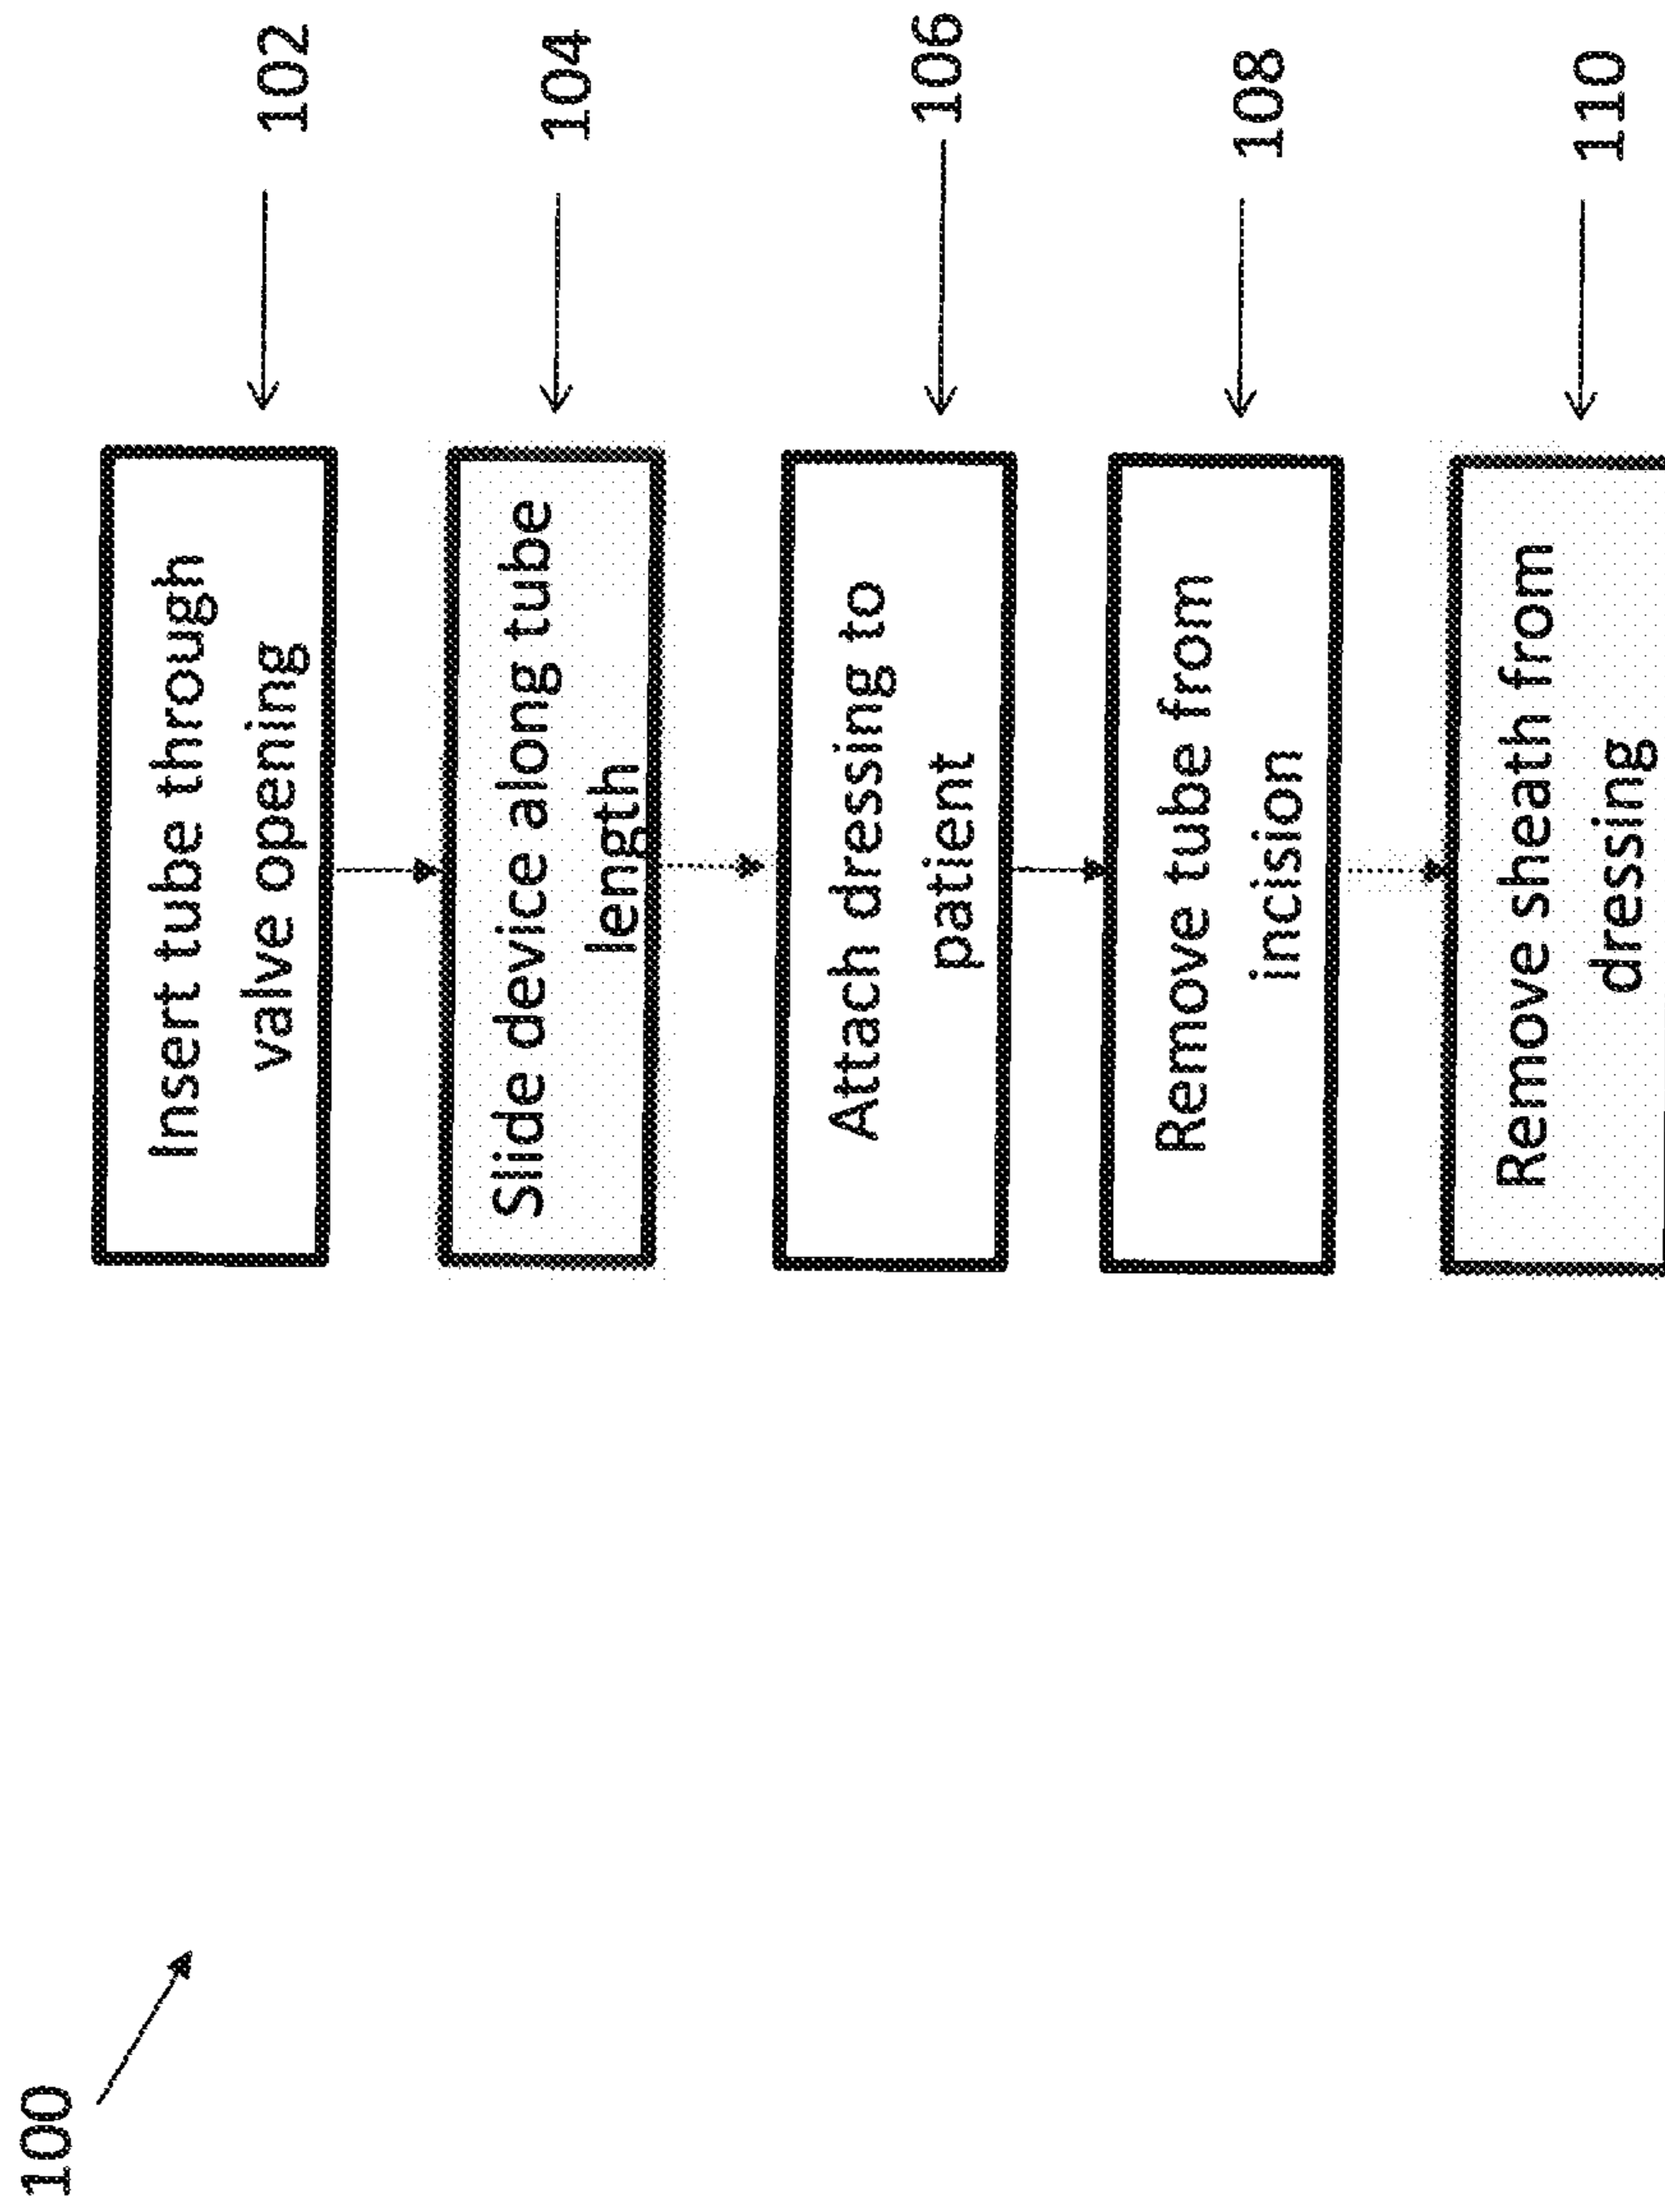 100
Insert tube through
valve opening
102
Slide device along tube
length
104
Attach dressing to
patient
106
Remove tube from
incision
108
Remove sheath from
dressing
110